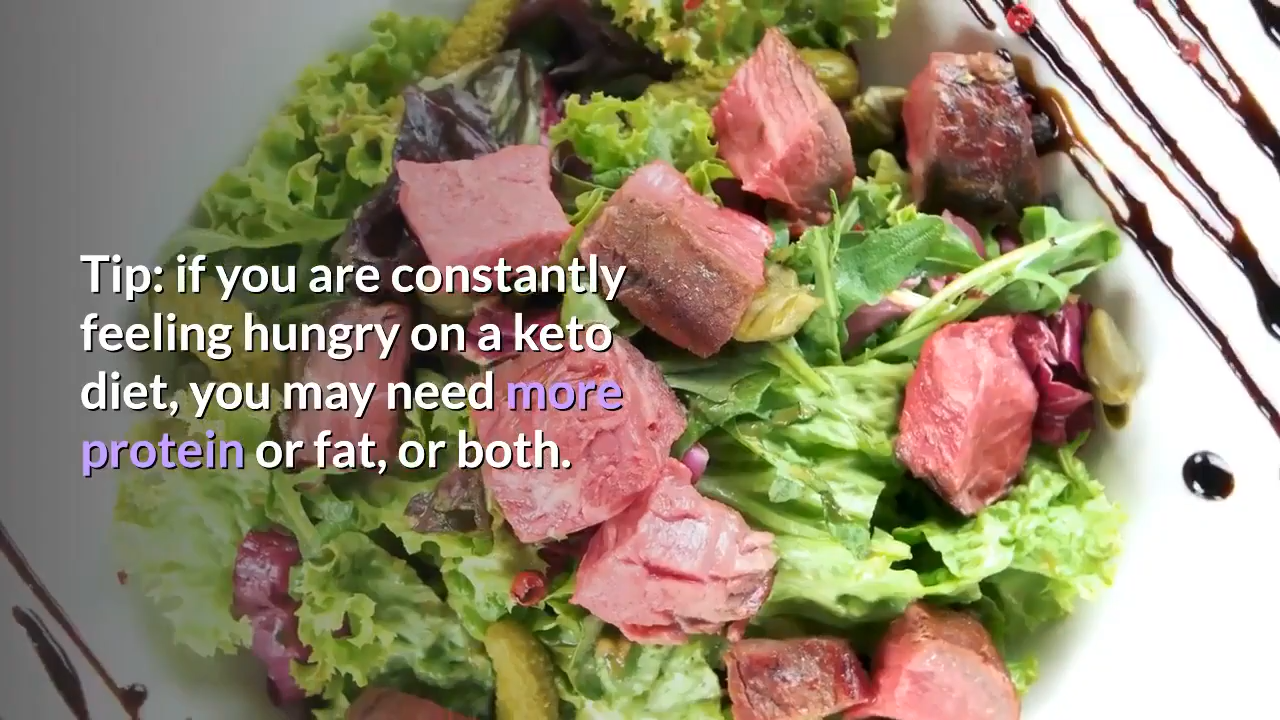 Tip: if you are constantly
feeling hungry on a keto
diet, you may need more
protein or fat, or both.